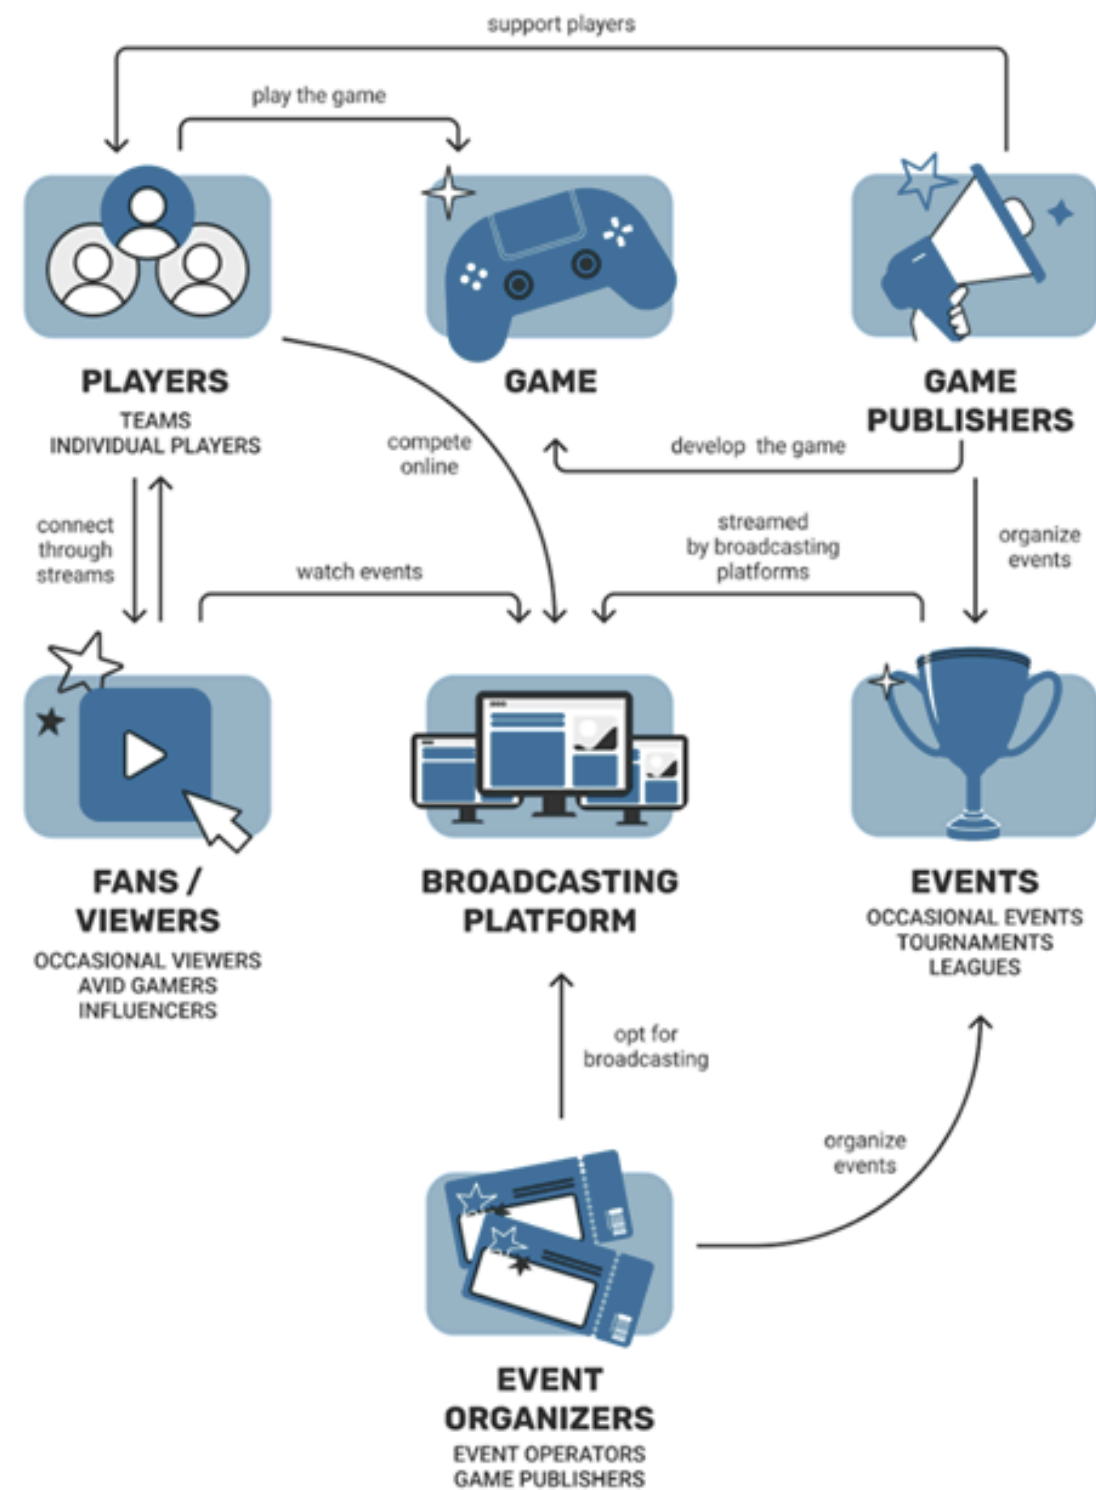 support players
play the game
PLAYERS
TEAMS
INDIVIDUAL PLAYERS
GAME
GAME
PUBLISHERS
compete
online
develop the game
connect
through
streams
watch events
streamed
by broadcasting
platforms
organize
events
FANS /
VIEWERS
OCCASIONAL VIEWERS
AVID GAMERS
INFLUENCERS
BROADCASTING
PLATFORM
EVENTS
OCCASIONAL EVENTS
TOURNAMENTS
LEAGUES
opt for
broadcasting
organize
events
EVENT
ORGANIZERS
EVENT OPERATORS
GAME PUBLISHERS